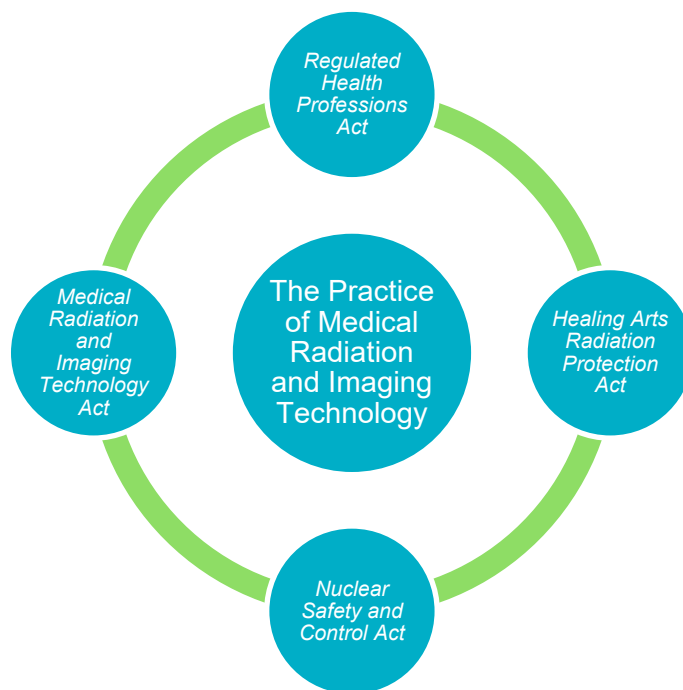 Regulated
Health
Professions
Act
The Practice
of Medical
Radiation
and Imaging
Technology
Medical
Radiation
and
Imaging
Technology
Act
Healing Arts
Radiation
Protection
Act
Nuclear
Safety and
Control Act